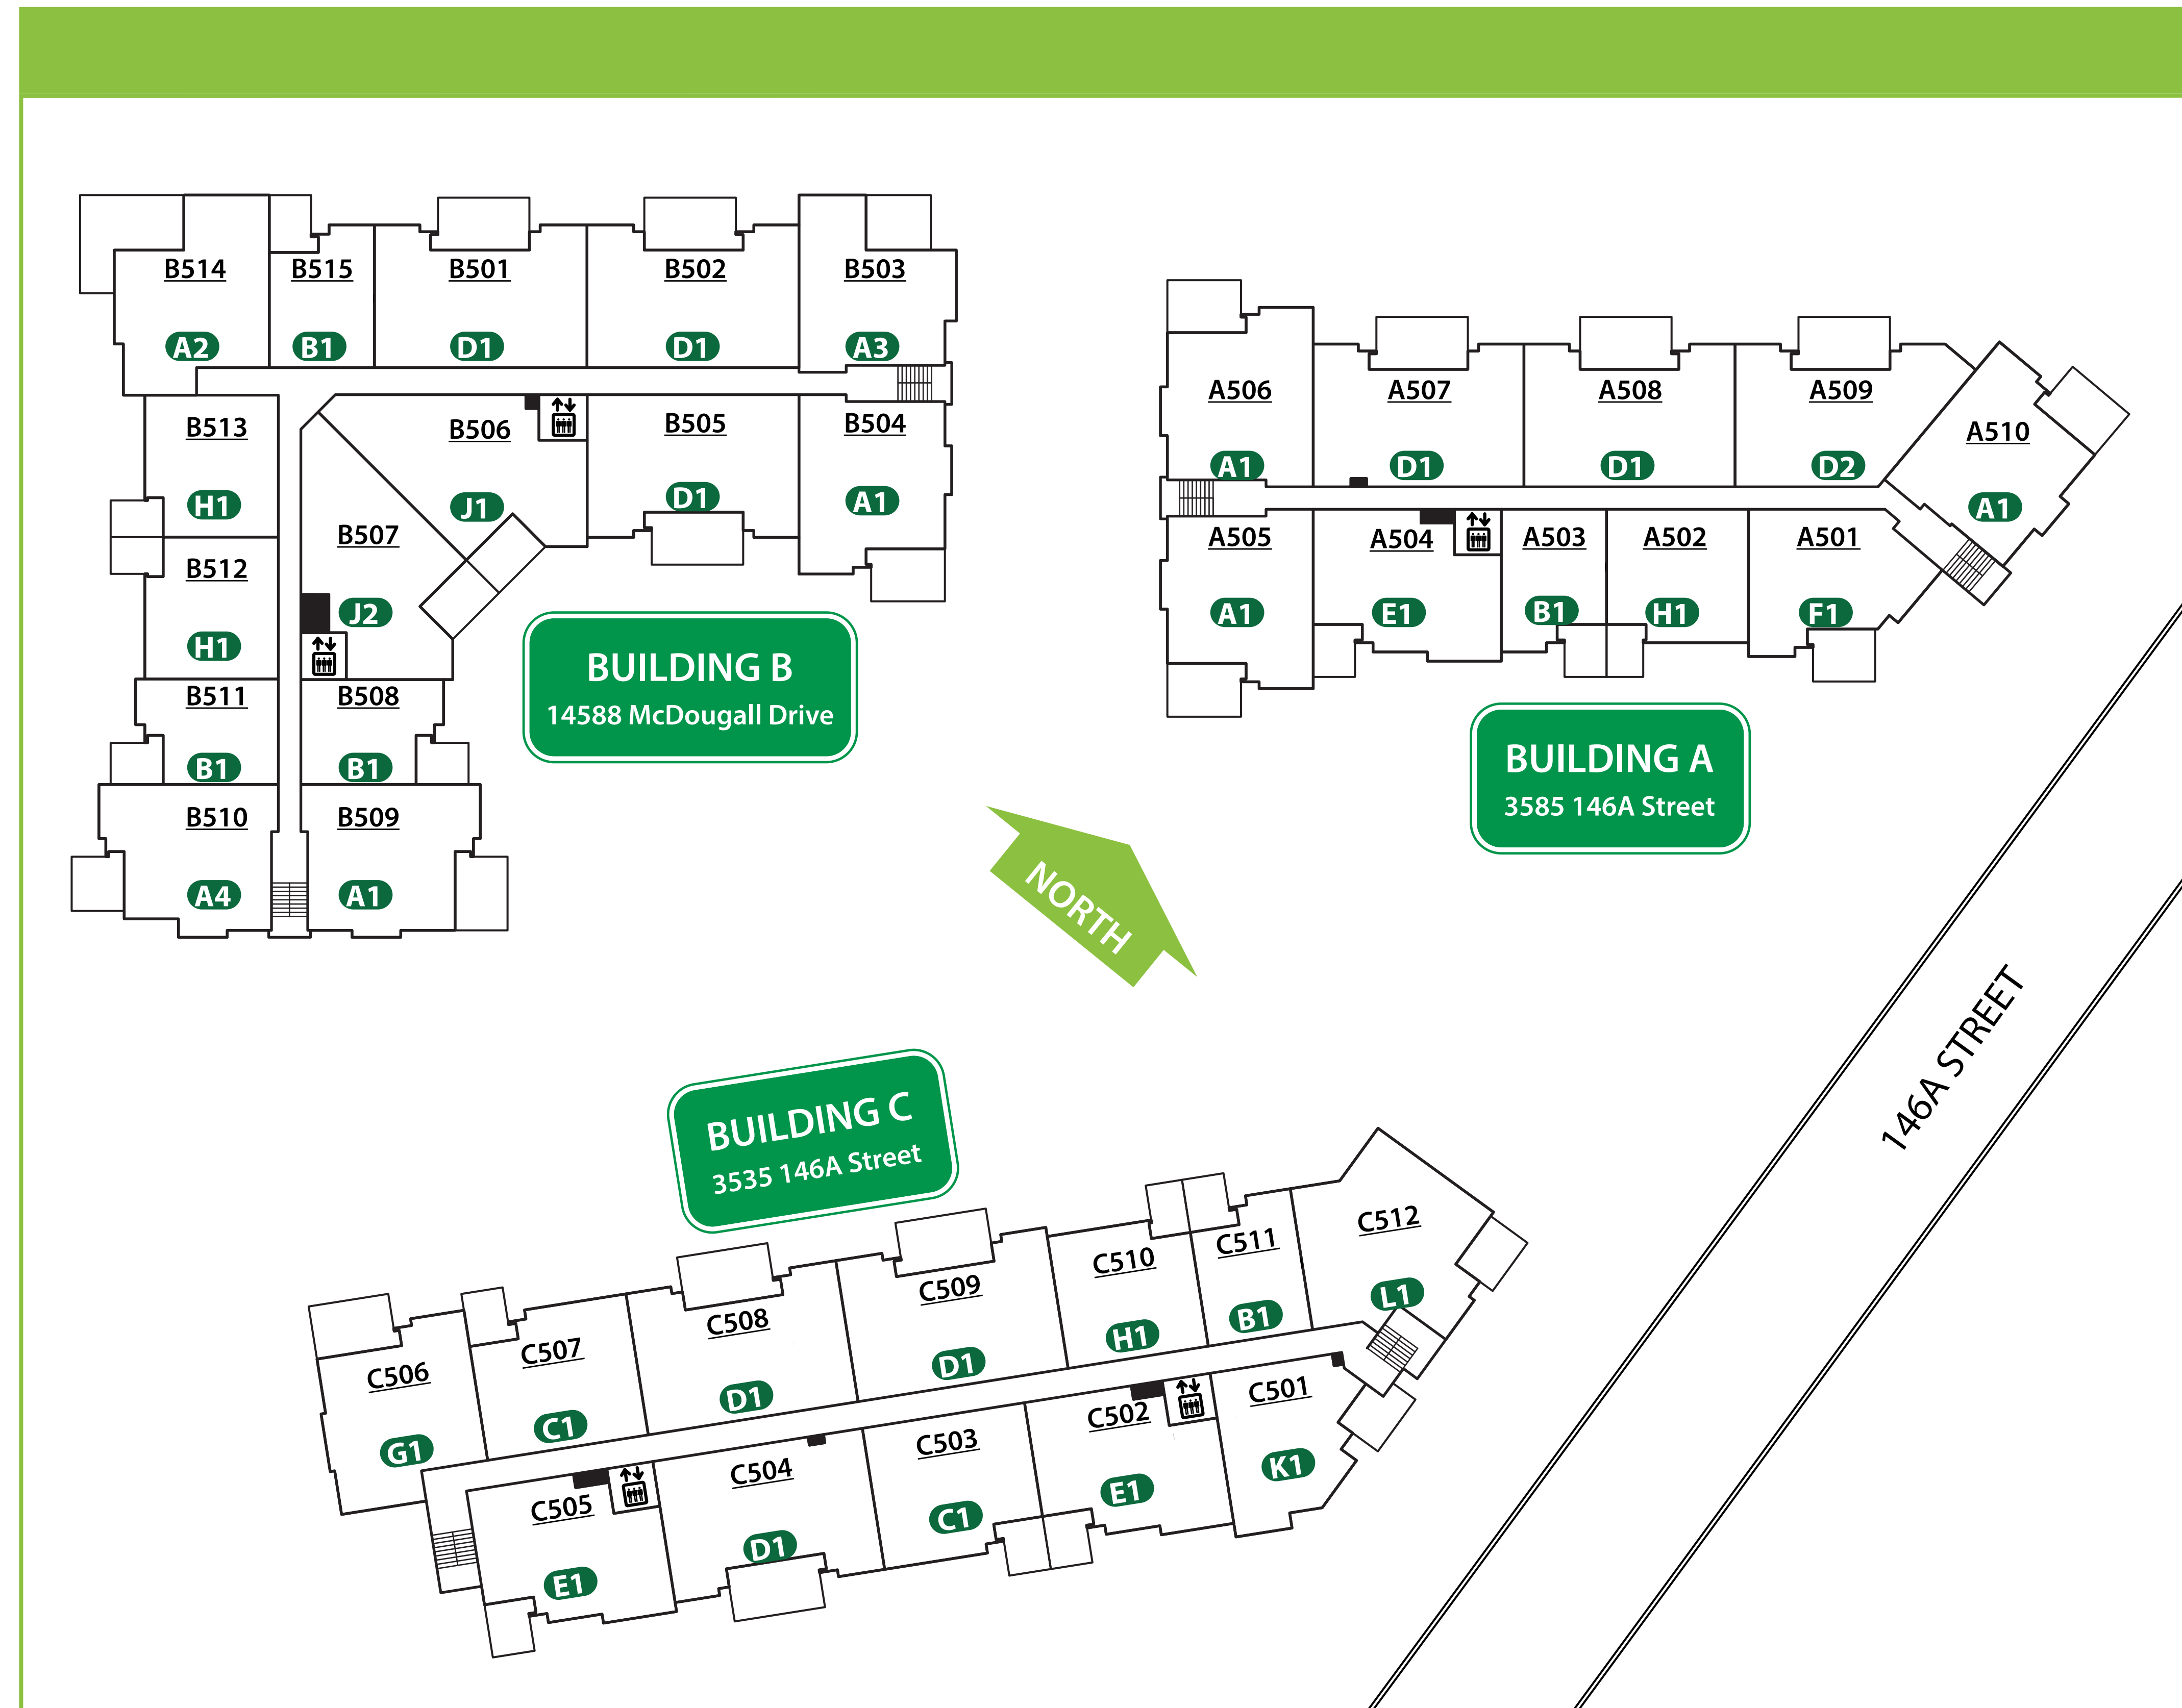 B514
B515
B501
B502
B503
A2
B1
D1
D1
A3
B513
B506
B505
B504
H1
J1
D1
A1
B507
B512
J2
H1
B511
B508
B1
B1
B510
B509
A4
A1
BUILDING B
14588 McDougall Drive
A506
A507
A508
A509
A510
A1
D1
D1
D2
A1
A505
A504
A503
A502
A501
A1
E1
B1
H1
F1
BUILDING A
3585 146A Street
NORTH
146A STREET
BUILDING C
3535 146A Street
C506
C507
C508
C509
C510
C511
C512
G1
C1
D1
D1
H1
B1
L1
C505
C504
C503
C502
C501
E1
D1
C1
E1
K1